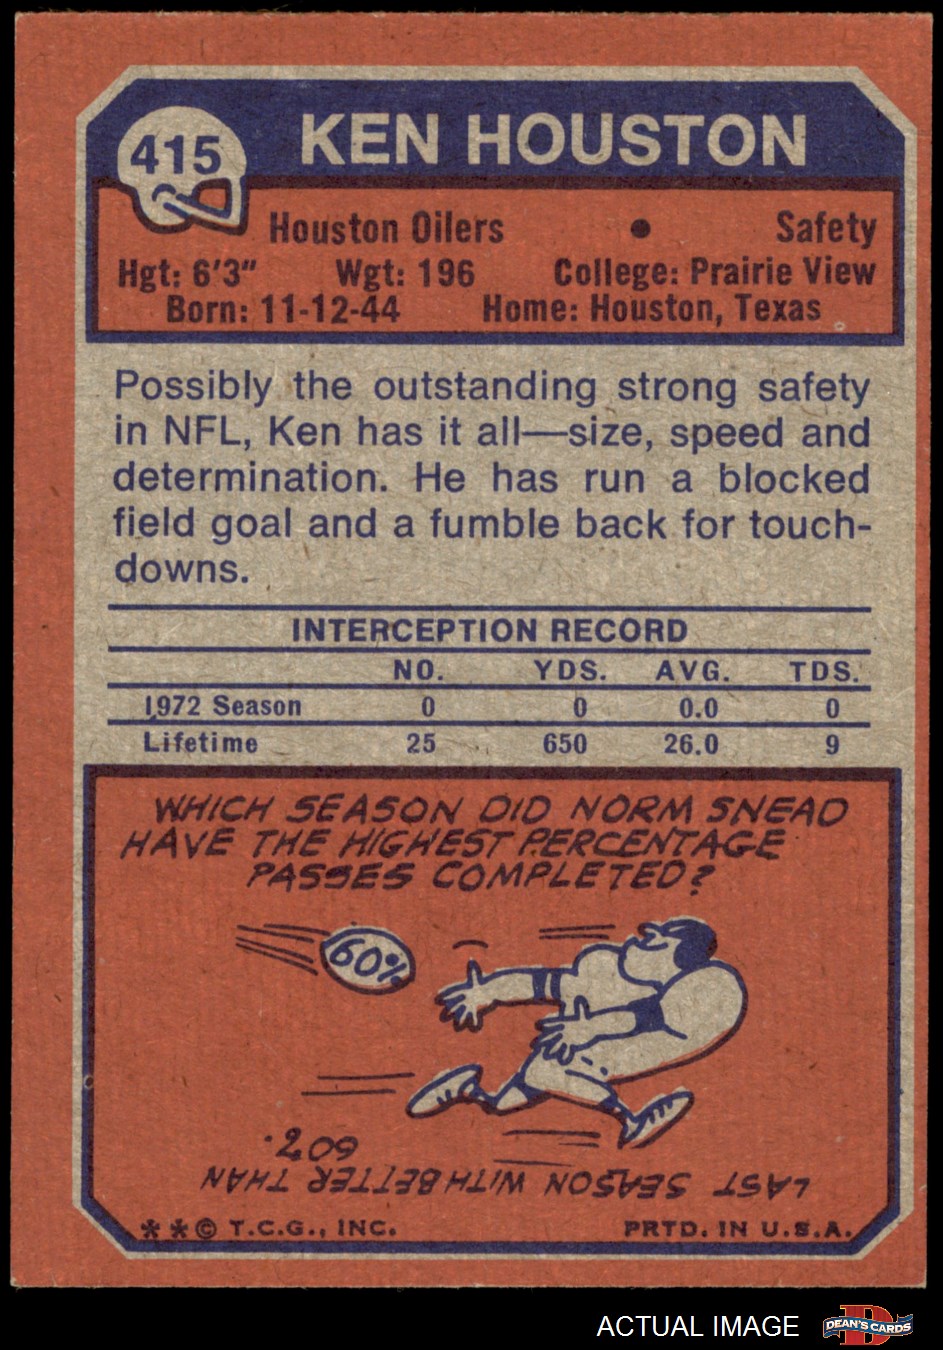 415
KEN HOUSTON
Houston Oilers • Safety
Hgt: 6'3" Wgt: 196 College: Prairie View
Born: 11-12-44 Home: Houston, Texas
Possibly the outstanding strong safety
in NFL, Ken has it all—size, speed and
determination. He has run a blocked
field goal and a fumble back for touch-
downs.
INTERCEPTION RECORD
NO. YDS. AVG. TDS.
1972 Season 0 0 0.0 0
Lifetime 25 650 26.0 9
WHICH SEASON DID NORM SNEAD
HAVE THE HIGHEST PERCENTAGE
PASSES COMPLETED?
60%
LAST SEASON WITH BETTER THAN
60%.
**© T.C.G., INC. PRTD. IN U.S.A.
ACTUAL IMAGE
DEAN'S CARDS